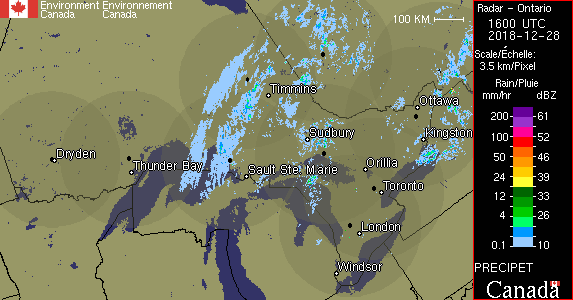 Environment Environnement
Canada Canada
100 KM
Timmins
Ottawa
Kingston
Sudbury
Dryden
Thunder Bay
Sault Ste. Marie
Orillia
Toronto
London
Windsor
Radar - Ontario
1600 UTC
2018-12-28
Scale/Échelle:
3.5 km/Pixel
Rain/Pluie
mm/hr dBZ
200 61
100 52
50 46
24 39
12 33
4 26
0.1 10
PRECIPET
Canada